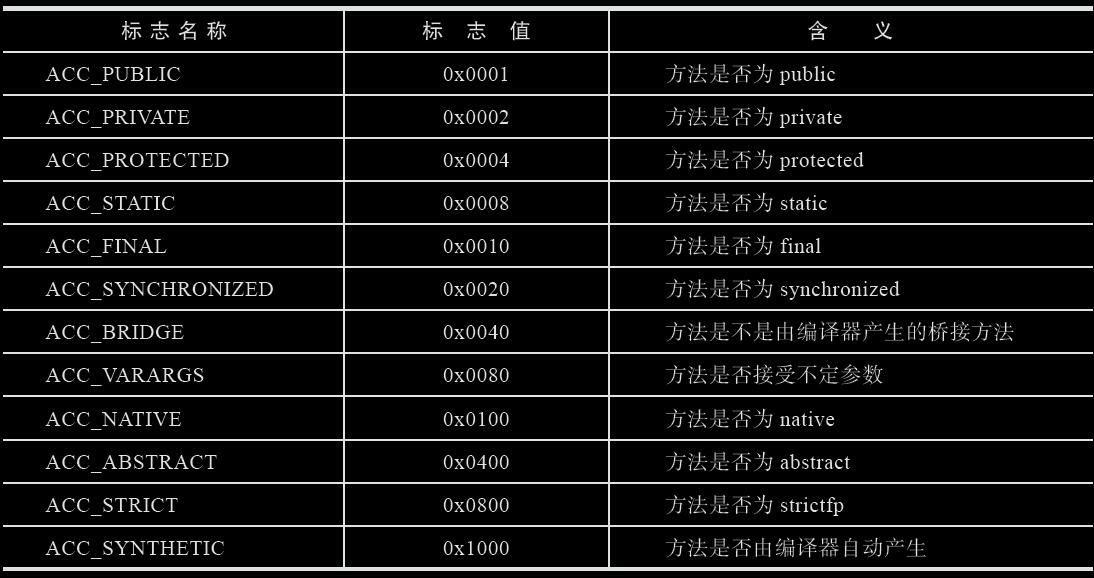 标志名称 标志值 含义
ACC_PUBLIC 0x0001 方法是否为 public
ACC_PRIVATE 0x0002 方法是否为 private
ACC_PROTECTED 0x0004 方法是否为 protected
ACC_STATIC 0x0008 方法是否为 static
ACC_FINAL 0x0010 方法是否为 final
ACC_SYNCHRONIZED 0x0020 方法是否为 synchronized
ACC_BRIDGE 0x0040 方法是不是由编译器产生的桥接方法
ACC_VARARGS 0x0080 方法是否接受不定参数
ACC_NATIVE 0x0100 方法是否为 native
ACC_ABSTRACT 0x0400 方法是否为 abstract
ACC_STRICT 0x0800 方法是否为 strictfp
ACC_SYNTHETIC 0x1000 方法是否由编译器自动产生